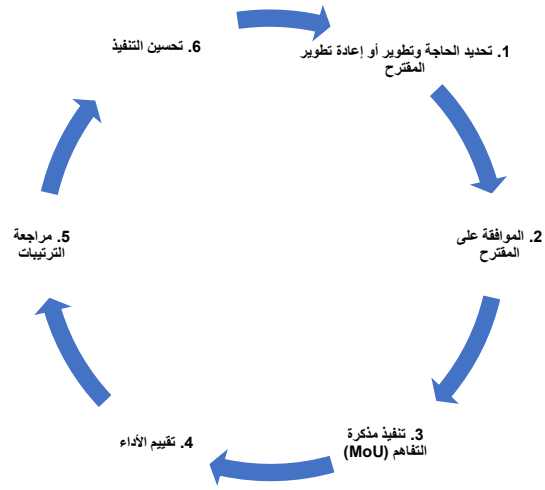 1. تحديد الحاجة وتطوير أو إعادة تطوير
المقترح
2. الموافقة على
المقترح
3. تنفيذ مذكرة
التفاهم (MoU)
4. تقييم الأداء
5. مراجعة
الترتيبات
6. تحسين التنفيذ